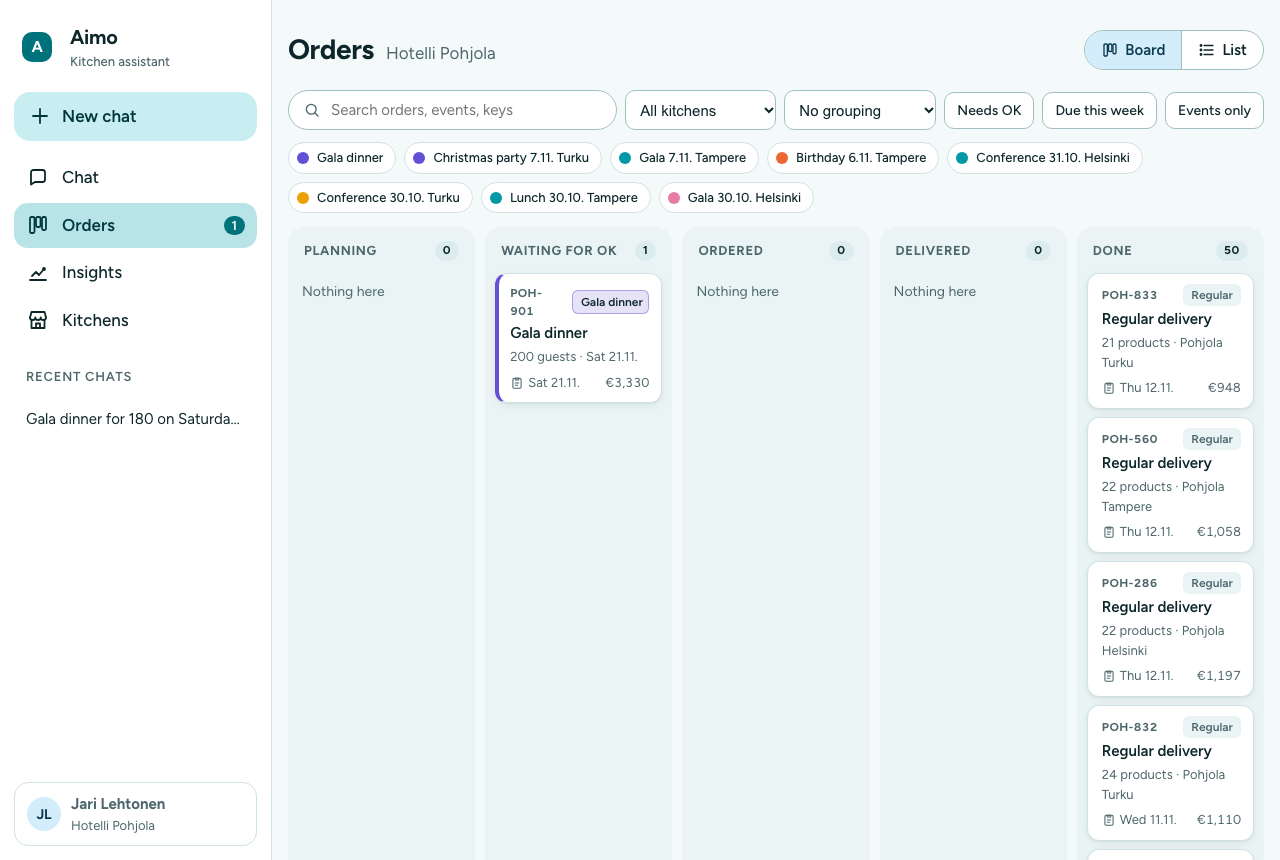 A
Aimo
Kitchen assistant
New chat
Chat
Orders
1
Insights
Kitchens
RECENT CHATS
Gala dinner for 180 on Saturda...
JL
Jari Lehtonen
Hotelli Pohjola
Orders
Hotelli Pohjola
Board
List
Search orders, events, keys
All kitchens
No grouping
Needs OK
Due this week
Events only
Gala dinner
Christmas party 7.11. Turku
Gala 7.11. Tampere
Birthday 6.11. Tampere
Conference 31.10. Helsinki
Conference 30.10. Turku
Lunch 30.10. Tampere
Gala 30.10. Helsinki
PLANNING
0
Nothing here
WAITING FOR OK
1
POH-
901
Gala dinner
Gala dinner
200 guests · Sat 21.11.
Sat 21.11.
€3,330
ORDERED
0
Nothing here
DELIVERED
0
Nothing here
DONE
50
POH-833
Regular
Regular delivery
21 products · Pohjola
Turku
Thu 12.11.
€948
POH-560
Regular
Regular delivery
22 products · Pohjola
Tampere
Thu 12.11.
€1,058
POH-286
Regular
Regular delivery
22 products · Pohjola
Helsinki
Thu 12.11.
€1,197
POH-832
Regular
Regular delivery
24 products · Pohjola
Turku
Wed 11.11.
€1,110